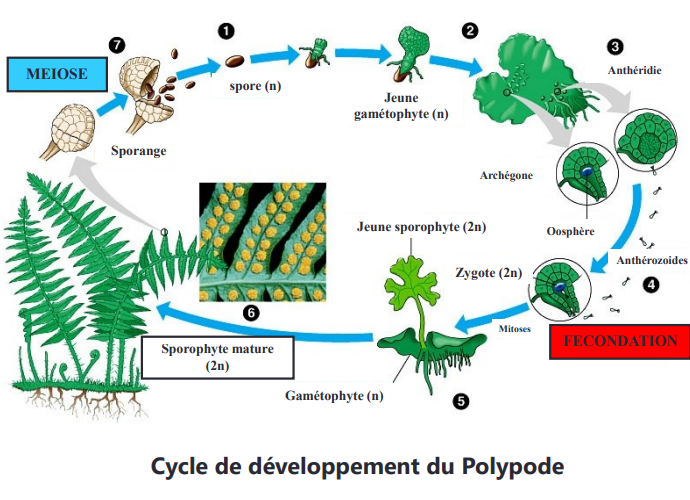 7
1
2
3
MEIOSE
spore (n)
Anthéridie
Jeune
gamétophyte (n)
Sporange
Archégone
Oosphère
Jeune sporophyte (2n)
Anthérozoides
Zygote (2n)
4
6
Mitoses
FECONDATION
Sporophyte mature
(2n)
Gamétophyte (n)
5
Cycle de développement du Polypode